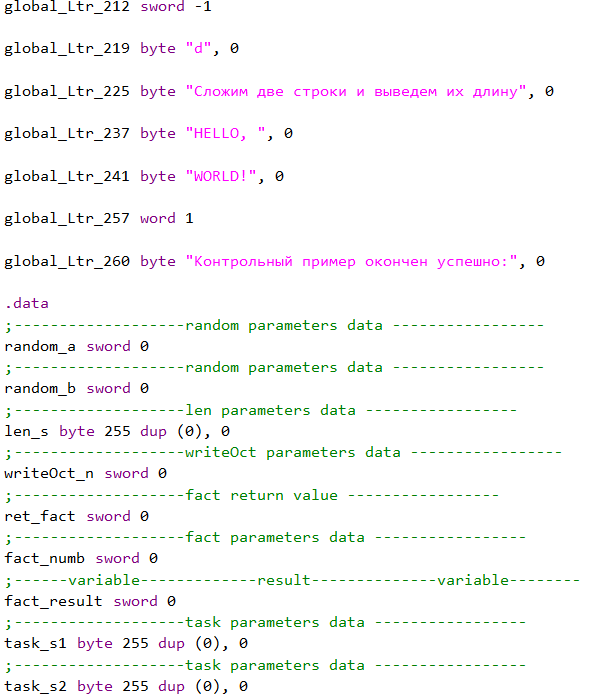 global_Ltr_212 sword -1
global_Ltr_219 byte "d", 0
global_Ltr_225 byte "Сложим две строки и выведем их длину", 0
global_Ltr_237 byte "HELLO, ", 0
global_Ltr_241 byte "WORLD!", 0
global_Ltr_257 word 1
global_Ltr_260 byte "Контрольный пример окончен успешно:", 0
.data
;-------------------random parameters data -----------------
random_a sword 0
;-------------------random parameters data -----------------
random_b sword 0
;-------------------len parameters data -----------------
len_s byte 255 dup (0), 0
;-------------------writeOct parameters data -----------------
writeOct_n sword 0
;-------------------fact return value -----------------
ret_fact sword 0
;-------------------fact parameters data -----------------
fact_numb sword 0
;------variable-------------result--------------variable--------
fact_result sword 0
;-------------------task parameters data -----------------
task_s1 byte 255 dup (0), 0
;-------------------task parameters data -----------------
task_s2 byte 255 dup (0), 0